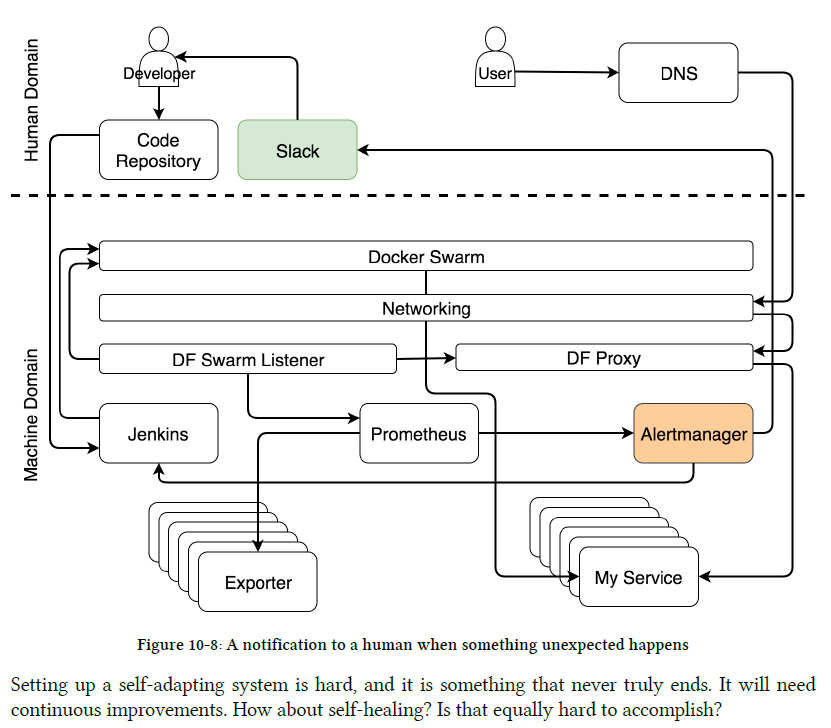 Human Domain
Developer
User
DNS
Code
Repository
Slack
Machine Domain
Docker Swarm
Networking
DF Swarm Listener
DF Proxy
Jenkins
Prometheus
Alertmanager
Exporter
My Service
Figure 10-8: A notification to a human when something unexpected happens
Setting up a self-adapting system is hard, and it is something that never truly ends. It will need
continuous improvements. How about self-healing? Is that equally hard to accomplish?